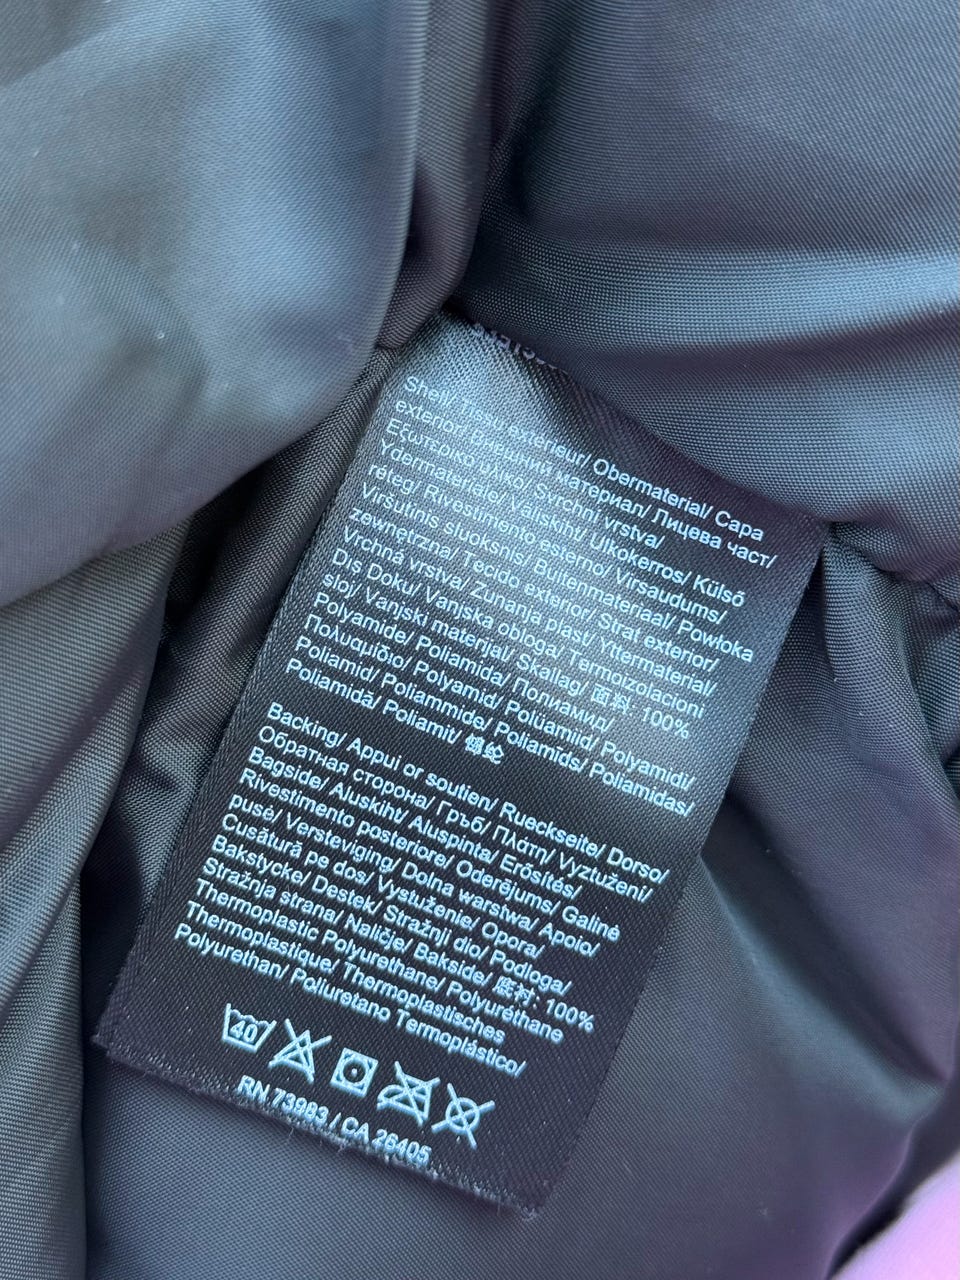 Shell/ Tissu extérieur/ Obermaterial/ Capa
exterior/ Внешний материал/ Лицева част/
Εξωτερικό υλικό/ Svrchní vrstva/
Ydermateriale/ Väliskiht/ Ulkokerros/ Külső
réteg/ Rivestimento esterno/ Virsaudums/
Viršutinis sluoksnis/ Buitenmateriaal/ Powłoka
zewnętrzna/ Tecido exterior/ Strat exterior/
Vrchná vrstva/ Zunanja plast/ Yttermaterial/
Dış Doku/ Vanjska obloga/ Termoizolacioni
sloj/ Vanjski materijal/ Skallag/ 面料: 100%
Polyamide/ Poliamida/ Полиамид/
Πολυαμίδιο/ Polyamid/ Polüamiid/ Polyamidi/
Poliamid/ Poliammide/ Poliamīds/ Poliamidas/
Poliamidă/ Poliamit/ 锦纶
Backing/ Appui or soutien/ Rueckseite/ Dorso/
Обратная сторона/ Гръб/ Πλάτη/ Vyztužení/
Bagside/ Aluskiht/ Aluspinta/ Erősítés/
Rivestimento posteriore/ Oderējums/ Galinė
pusė/ Versteviging/ Dolna warstwa/ Apoio/
Cusătură pe dos/ Vystuženie/ Opora/
Bakstycke/ Destek/ Stražnji dio/ Podloga/
Stražnja strana/ Naličje/ Bakside/ 底衬: 100%
Thermoplastic Polyurethane/ Polyuréthane
Thermoplastique/ Thermoplastisches
Polyurethan/ Poliuretano Termoplástico/
40
RN 73983 / CA 26405